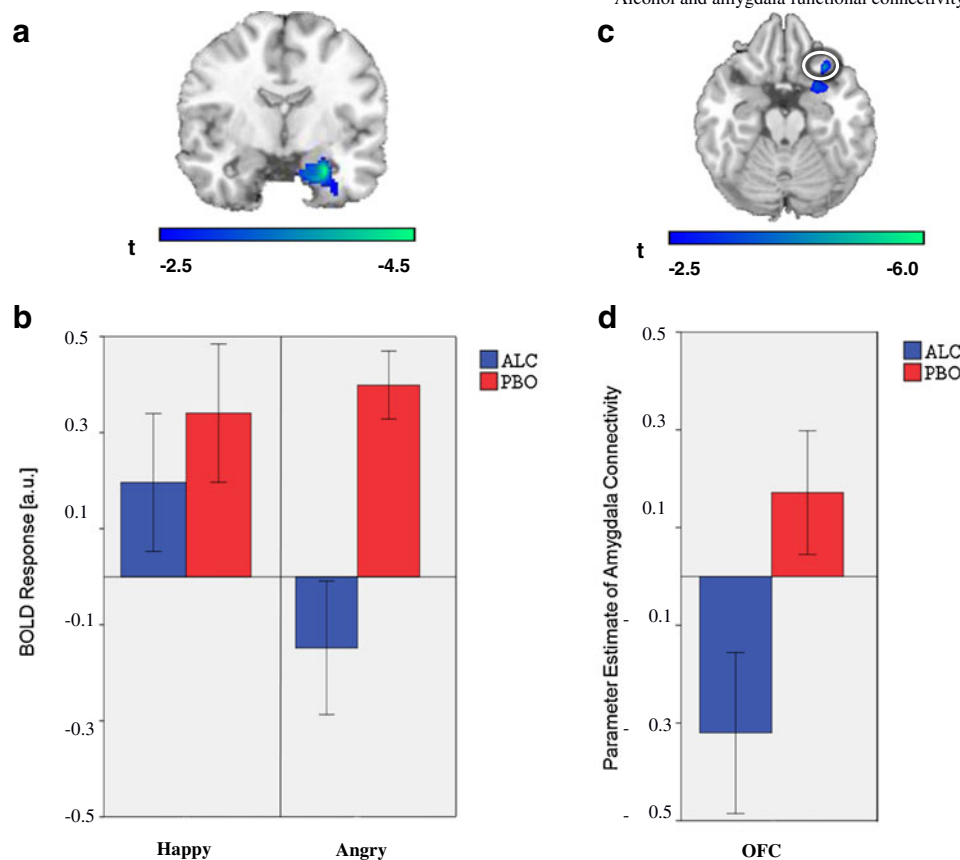 Alcohol and amygdala functional connectivity
a
c
t
-2.5 -4.5
t
-2.5 -6.0
b
0.5
0.3
0.1
-0.1
-0.3
-0.5
BOLD Response [a.u.]
Happy Angry
ALC
PBO
d
0.5
0.3
0.1
- 0.1
- 0.3
- 0.5
Parameter Estimate of Amygdala Connectivity
OFC
ALC
PBO